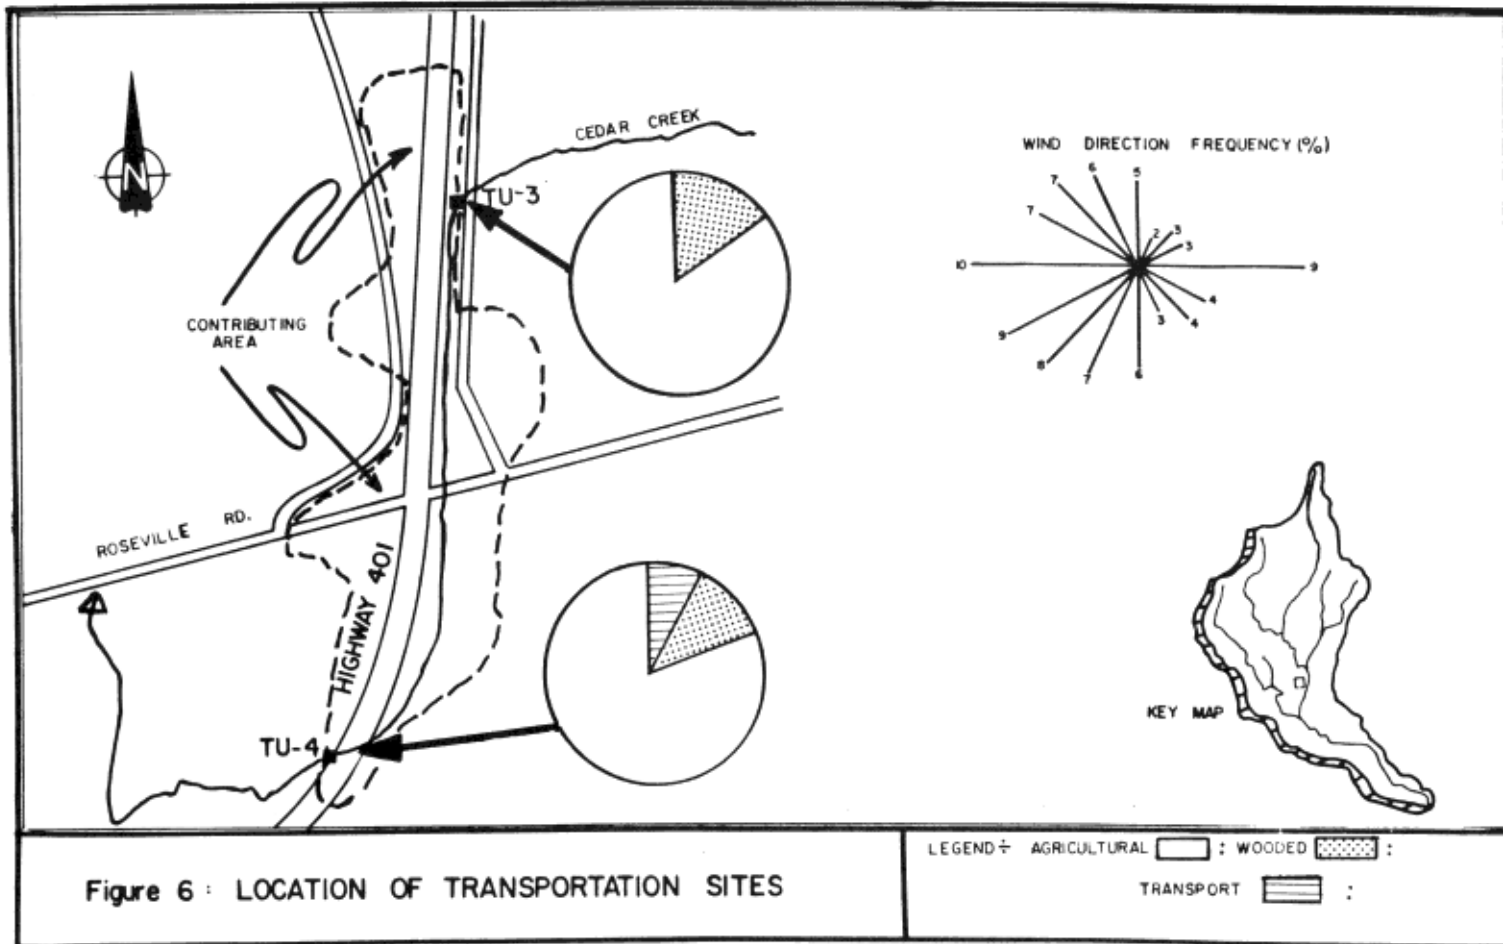 N
CEDAR CREEK
TU-3
CONTRIBUTING
AREA
ROSEVILLE RD.
HIGHWAY 401
TU-4
WIND DIRECTION FREQUENCY (%)
5
6
7
7
10
9
8
7
6
3
4
4
9
3
3
2
KEY MAP
Figure 6 : LOCATION OF TRANSPORTATION SITES
LEGEND÷ AGRICULTURAL : WOODED :
TRANSPORT :